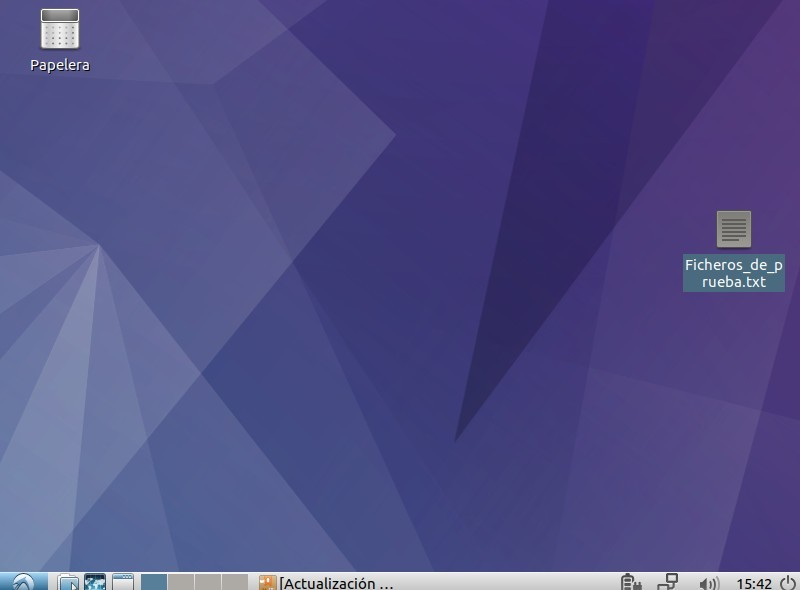 Papelera
Ficheros_de_p
rueba.txt
[Actualización ...
15:42